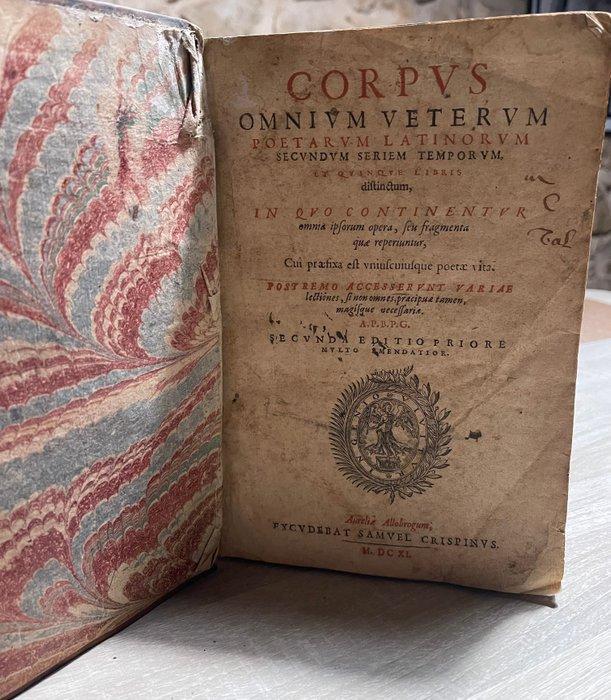 CORPVS
OMNIVM VETERVM
POETARVM LATINORVM
SECVNDVM SERIEM TEMPORVM,
ET QVINQVE LIBRIS
distinctum,
IN QVO CONTINENTVR
omnia ipsorum opera, seu fragmenta
quæ reperiuntur,
Cui præfixa est vniuscuiusque poetæ vita.
POSTREMO ACCESSERVNT VARIAE
lectiones, si non omnes, præcipuæ tamen,
magisque necessariæ.
A.P.B.P.G.
SECVNDA EDITIO PRIORE
MVLTO EMENDATIOR.
Aureliæ Allobrogum,
EXCVDEBAT SAMVEL CRISPINVS.
M. DC XI.